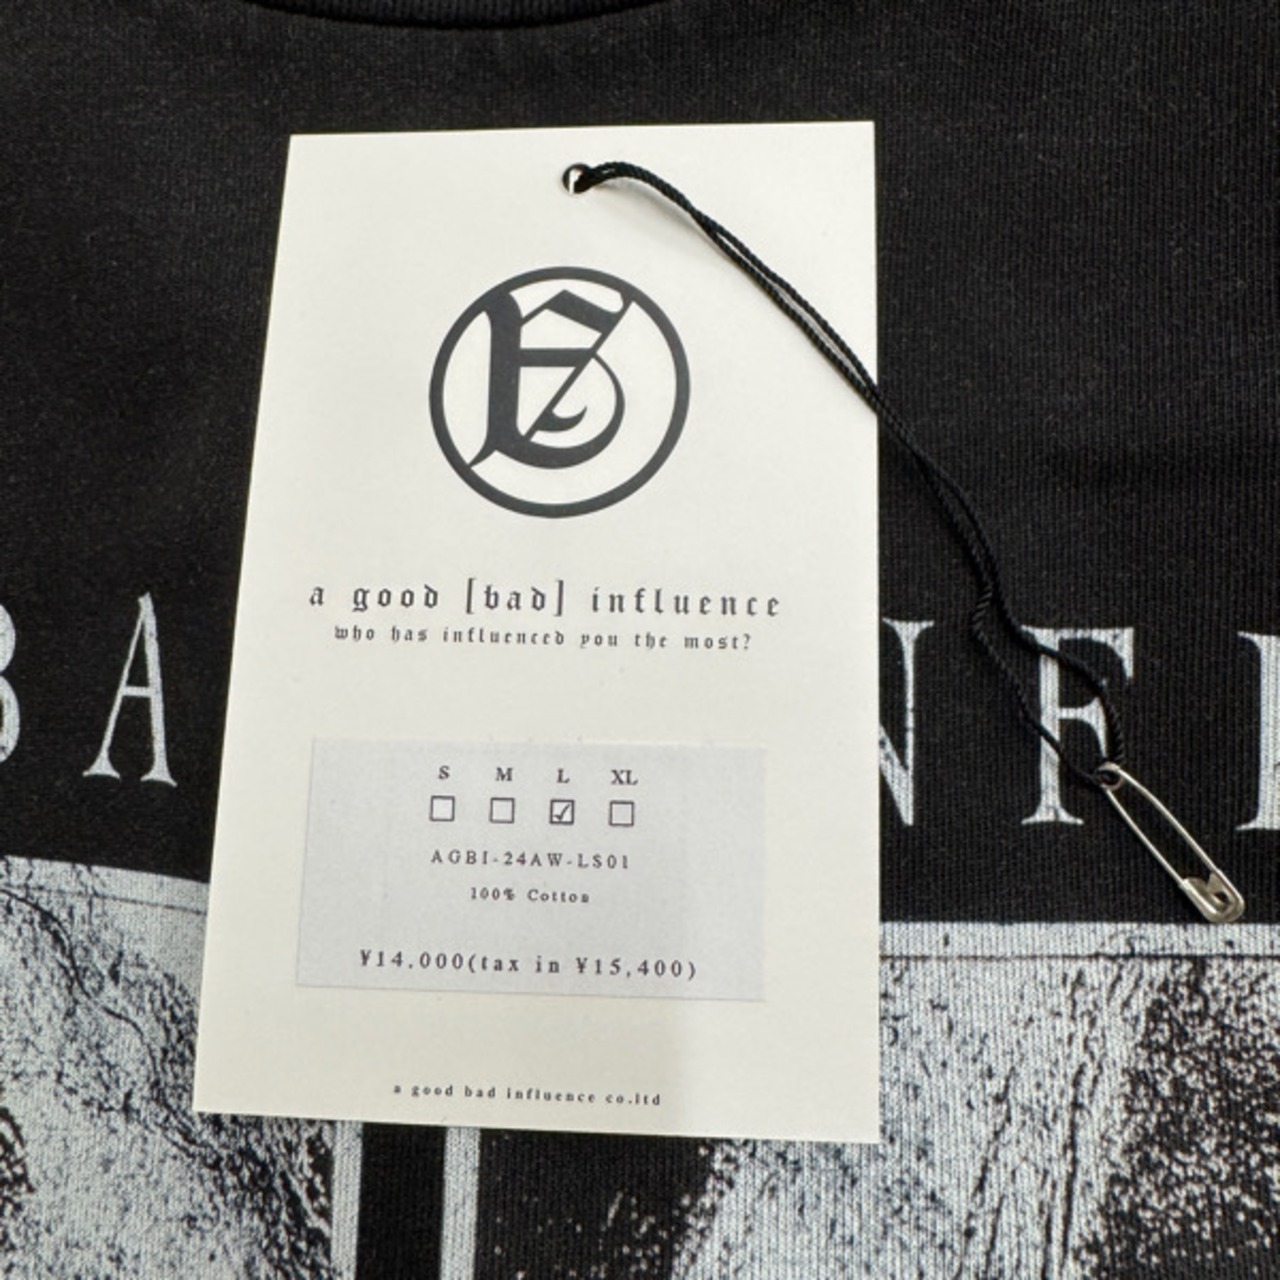 a good [bad] influence
who has influenced you the most?
BA NF
S M L XL
AGBI-24AW-LS01
100% Cotton
¥14,000(tax in ¥15,400)
a good bad influence co.ltd